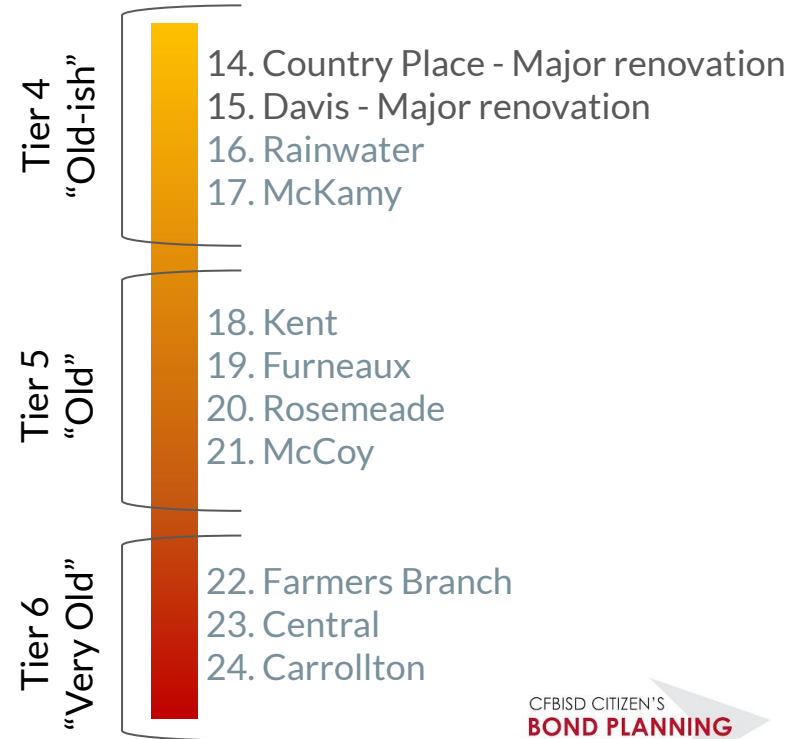 Tier 4
“Old-ish”
14. Country Place - Major renovation
15. Davis - Major renovation
16. Rainwater
17. McKamy
Tier 5
“Old”
18. Kent
19. Furneaux
20. Rosemeade
21. McCoy
Tier 6
“Very Old”
22. Farmers Branch
23. Central
24. Carrollton
CFBISD CITIZEN'S
BOND PLANNING